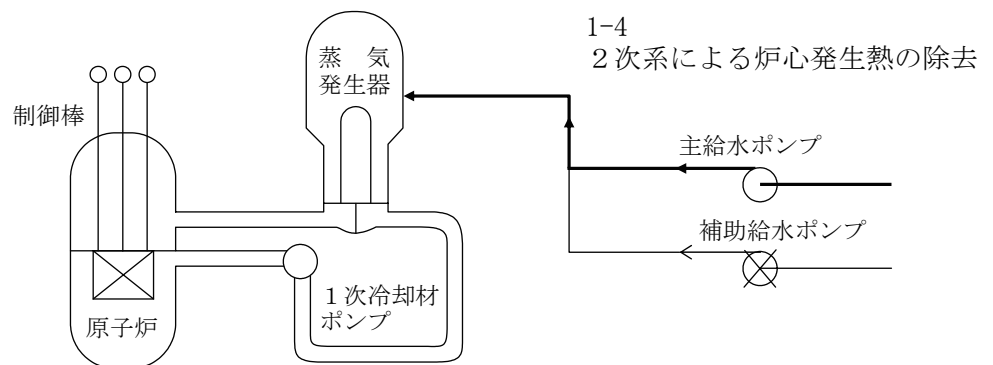 1-4
２次系による炉心発生熱の除去
蒸　気
発生器
制御棒
主給水ポンプ
補助給水ポンプ
１次冷却材
ポンプ
原子炉